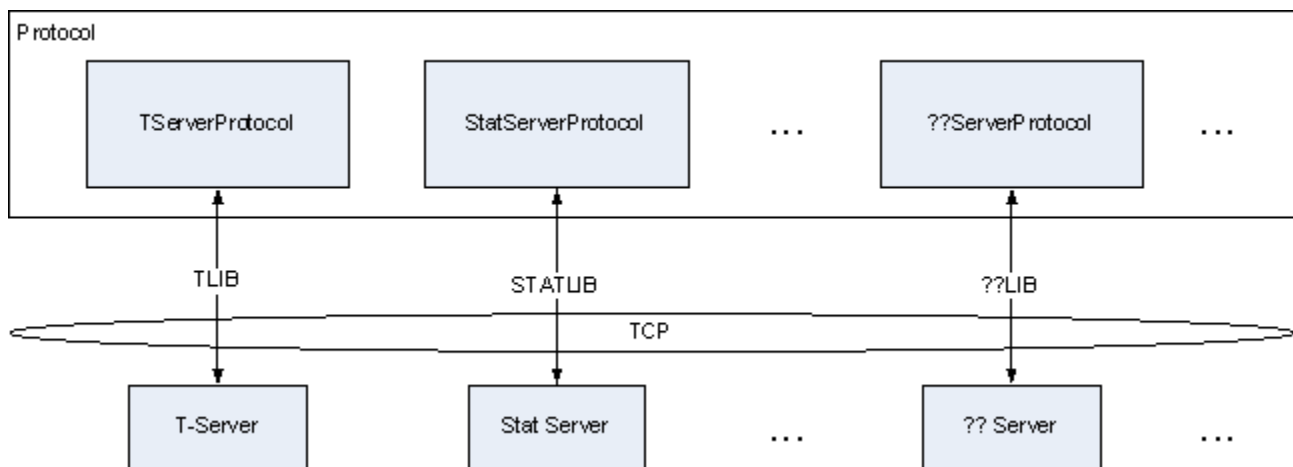 Protocol
TServerProtocol
StatServerProtocol
...
??ServerProtocol
...
TLIB
STATLIB
??LIB
TCP
T-Server
Stat Server
...
?? Server
...